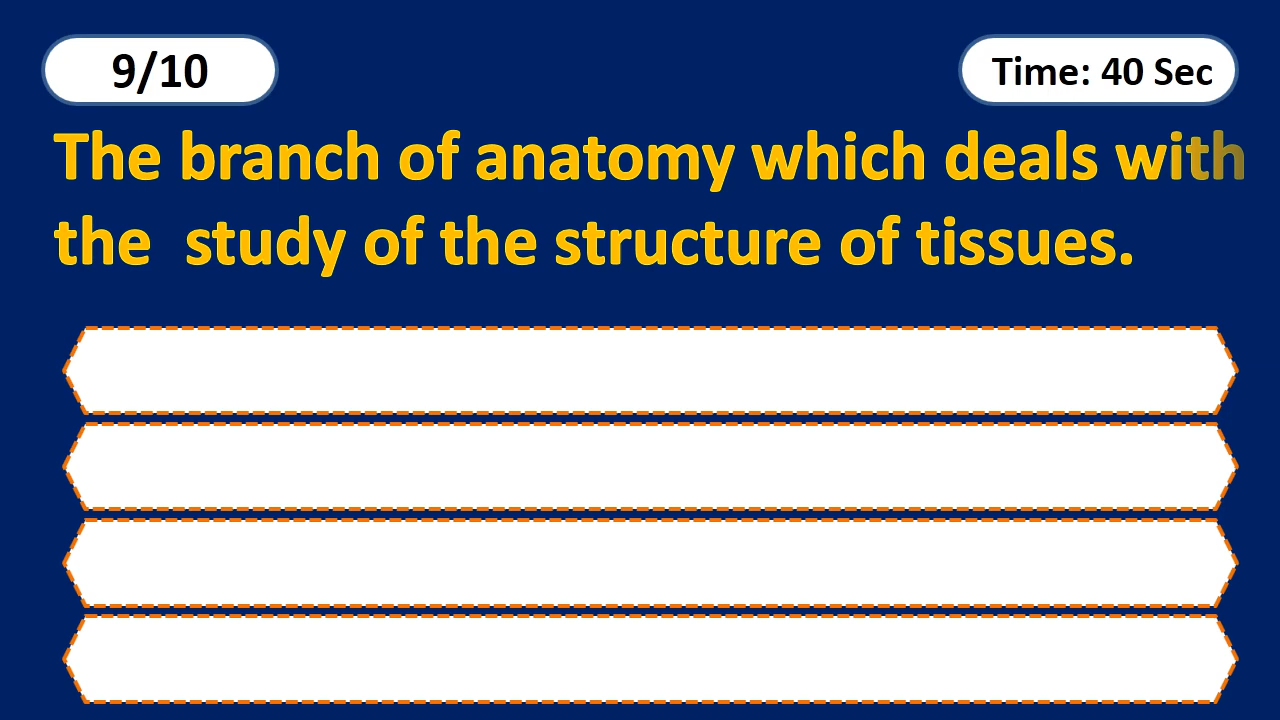 9/10
Time: 40 Sec
The branch of anatomy which deals with
the  study of the structure of tissues.